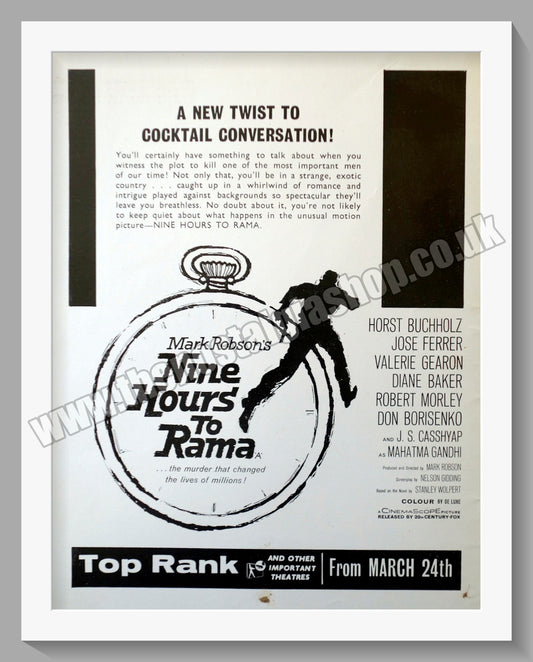 A NEW TWIST TO
COCKTAIL CONVERSATION!
You'll certainly have something to talk about when you
witness the plot to kill one of the most important men
of our time! Not only that, you'll be in a strange, exotic
country . . . caught up in a whirlwind of romance and
intrigue played against backgrounds so spectacular they'll
leave you breathless. No doubt about it, you're not likely
to keep quiet about what happens in the unusual motion
picture—NINE HOURS TO RAMA.
Mark Robson's
Nine
Hours
To
Rama
A
. . . the murder that changed
the lives of millions!
HORST BUCHHOLZ
JOSE FERRER
VALERIE GEARON
DIANE BAKER
ROBERT MORLEY
DON BORISENKO
AND J. S. CASSHYAP
AS MAHATMA GANDHI
Produced and Directed by MARK ROBSON
Screenplay by NELSON GIDDING
Based on the Novel by STANLEY WOLPERT
COLOUR BY DE LUXE
A CINEMASCOPE PICTURE
RELEASED BY 20th CENTURY-FOX
Top Rank
AND OTHER
IMPORTANT
THEATRES
From MARCH 24th
www.thenostalgiashop.co.uk